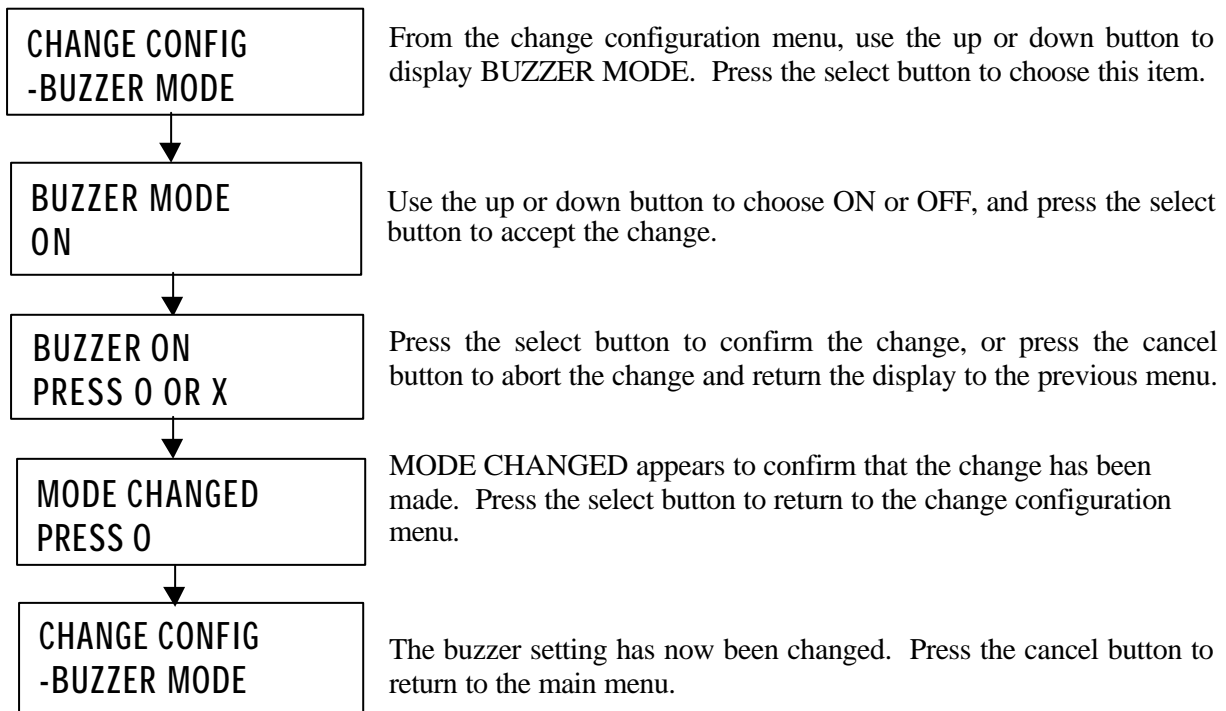 CHANGE CONFIG
-BUZZER MODE
From the change configuration menu, use the up or down button to
display BUZZER MODE. Press the select button to choose this item.
BUZZER MODE
ON
Use the up or down button to choose ON or OFF, and press the select
button to accept the change.
BUZZER ON
PRESS O OR X
Press the select button to confirm the change, or press the cancel
button to abort the change and return the display to the previous menu.
MODE CHANGED
PRESS O
MODE CHANGED appears to confirm that the change has been
made. Press the select button to return to the change configuration
menu.
CHANGE CONFIG
-BUZZER MODE
The buzzer setting has now been changed. Press the cancel button to
return to the main menu.